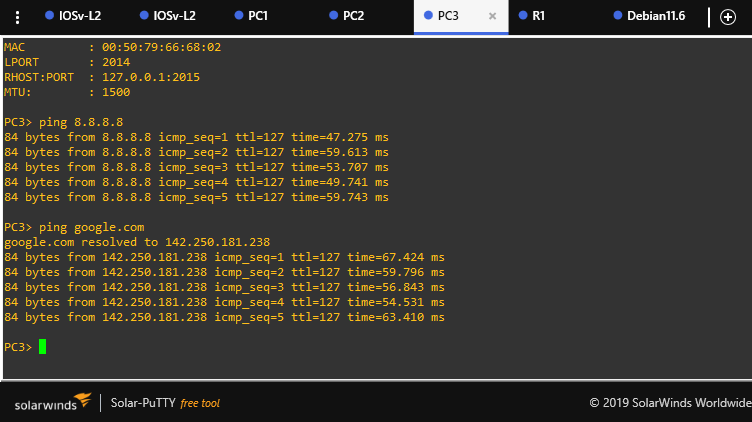 IOSv-L2 IOSv-L2 PC1 PC2 PC3 × R1 Debian11.6
MAC : 00:50:79:66:68:02
LPORT : 2014
RHOST:PORT : 127.0.0.1:2015
MTU: : 1500
PC3> ping 8.8.8.8
84 bytes from 8.8.8.8 icmp_seq=1 ttl=127 time=47.275 ms
84 bytes from 8.8.8.8 icmp_seq=2 ttl=127 time=59.613 ms
84 bytes from 8.8.8.8 icmp_seq=3 ttl=127 time=53.707 ms
84 bytes from 8.8.8.8 icmp_seq=4 ttl=127 time=49.741 ms
84 bytes from 8.8.8.8 icmp_seq=5 ttl=127 time=59.743 ms
PC3> ping google.com
google.com resolved to 142.250.181.238
84 bytes from 142.250.181.238 icmp_seq=1 ttl=127 time=67.424 ms
84 bytes from 142.250.181.238 icmp_seq=2 ttl=127 time=59.796 ms
84 bytes from 142.250.181.238 icmp_seq=3 ttl=127 time=56.843 ms
84 bytes from 142.250.181.238 icmp_seq=4 ttl=127 time=54.531 ms
84 bytes from 142.250.181.238 icmp_seq=5 ttl=127 time=63.410 ms
PC3>
solarwinds Solar-PuTTY free tool © 2019 SolarWinds Worldwide